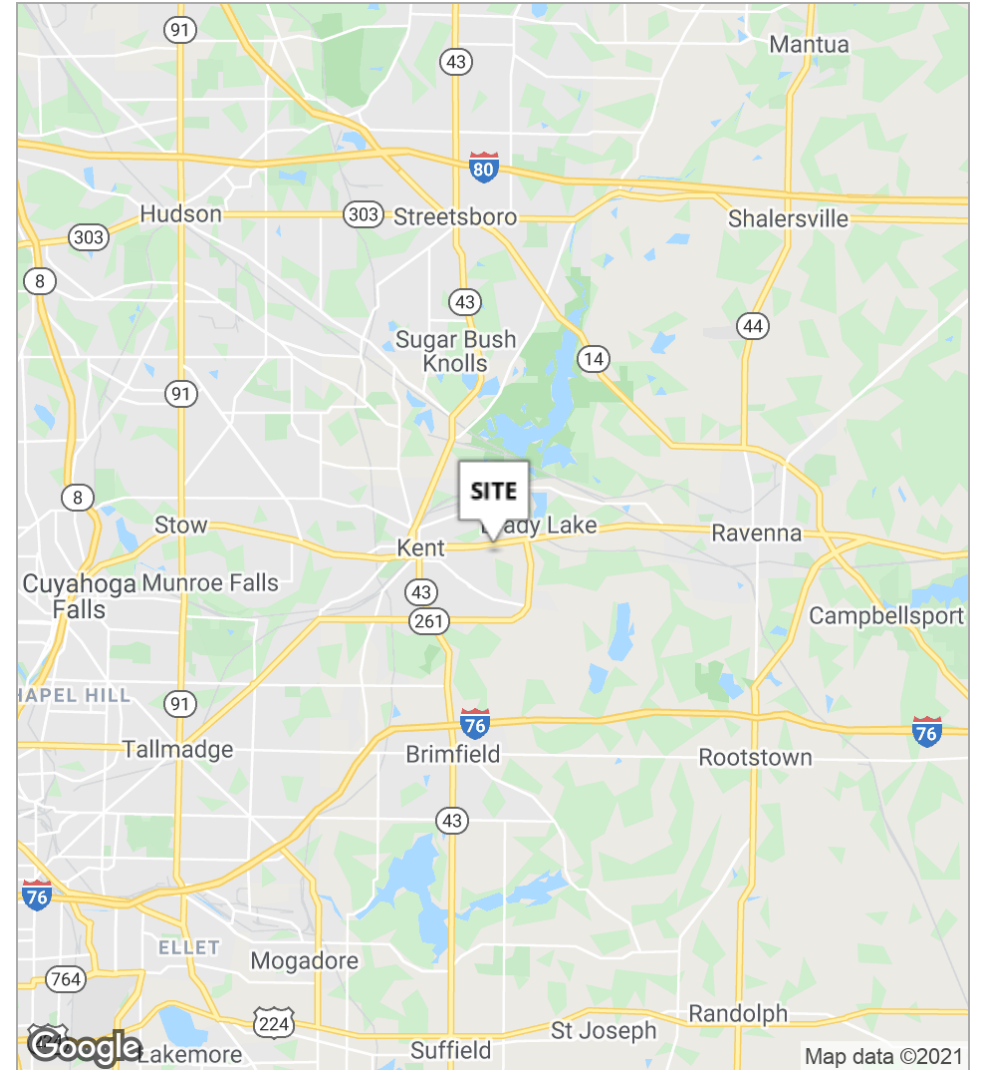 91
43
Mantua
80
Hudson
303
Streetsboro
Shalersville
303
8
43
44
Sugar Bush
Knolls
14
91
SITE
8
Stow
ady Lake
Kent
Ravenna
Cuyahoga
Falls
Munroe Falls
43
261
Campbellsport
HAPEL HILL
91
76
76
Tallmadge
Brimfield
Rootstown
43
76
ELLET
Mogadore
764
224
Randolph
St Joseph
Google
Lakemore
Suffield
Map data ©2021